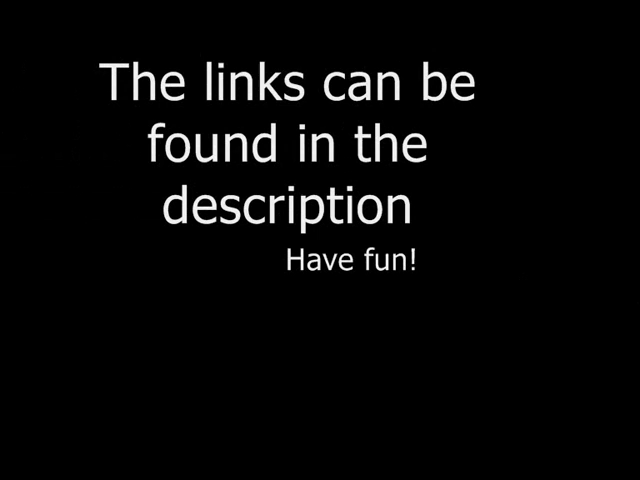 The links can be
found in the
description
Have fun!